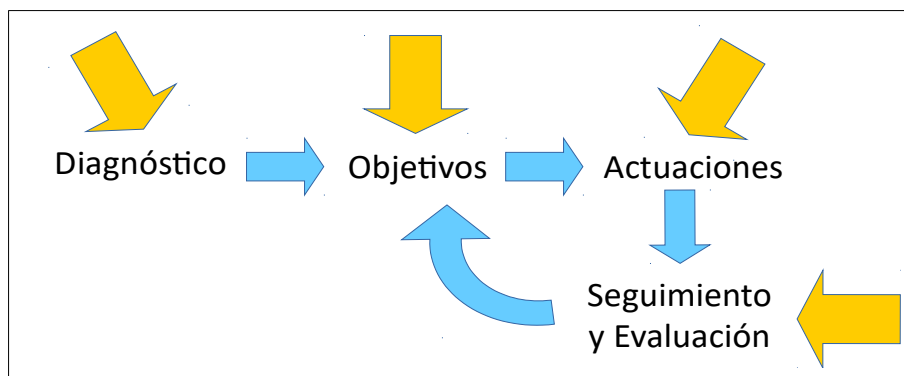 Diagnóstico
Objetivos
Actuaciones
Seguimiento
y Evaluación